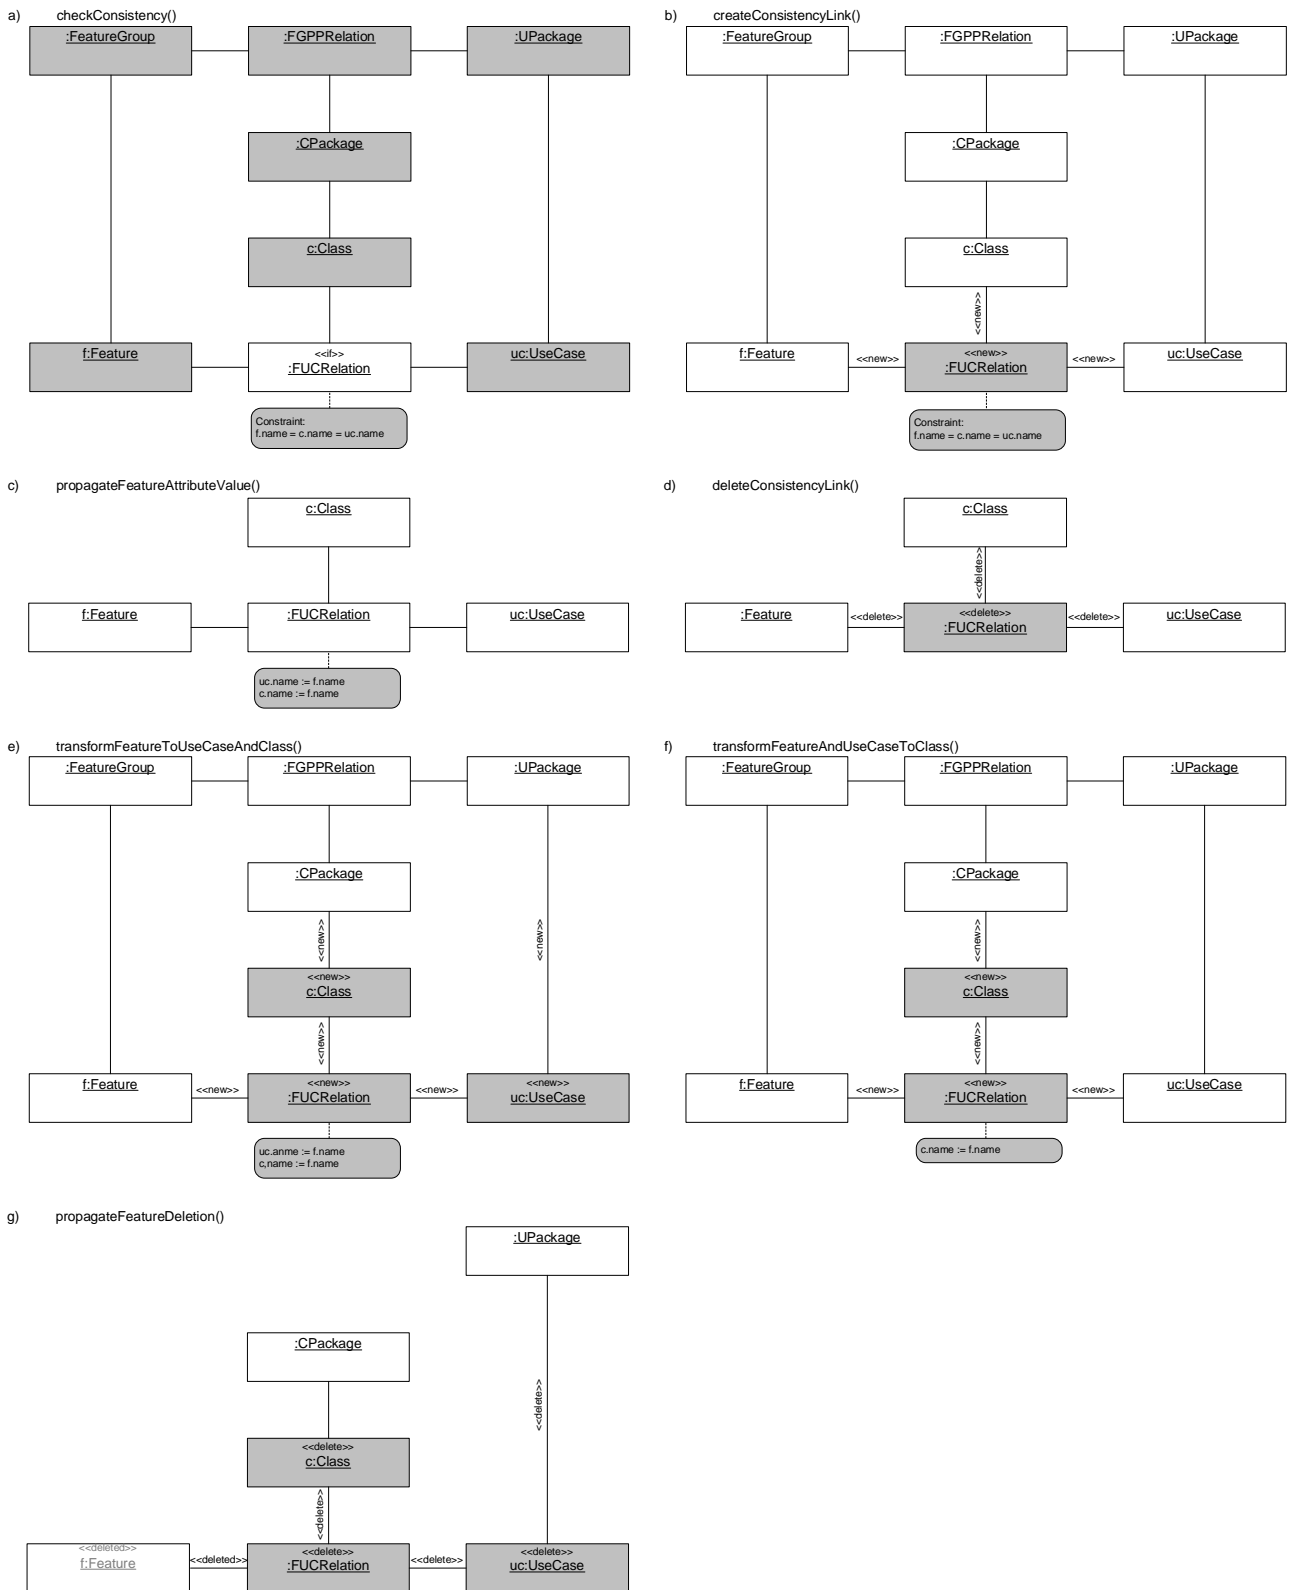 a) checkConsistency()
:FeatureGroup
:FGPPRelation
:UPackage
:CPackage
c:Class
f:Feature
<<if>>
:FUCRelation
uc:UseCase
Constraint:
f.name = c.name = uc.name
b) createConsistencyLink()
:FeatureGroup
:FGPPRelation
:UPackage
:CPackage
c:Class
<<new>>
f:Feature
<<new>>
<<new>>
:FUCRelation
<<new>>
uc:UseCase
Constraint:
f.name = c.name = uc.name
c) propagateFeatureAttributeValue()
c:Class
f:Feature
:FUCRelation
uc:UseCase
uc.name := f.name
c.name := f.name
d) deleteConsistencyLink()
c:Class
<<delete>>
:Feature
<<delete>>
<<delete>>
:FUCRelation
<<delete>>
uc:UseCase
e) transformFeatureToUseCaseAndClass()
:FeatureGroup
:FGPPRelation
:UPackage
:CPackage
<<new>>
<<new>>
<<new>>
c:Class
<<new>>
f:Feature
<<new>>
<<new>>
:FUCRelation
<<new>>
<<new>>
uc:UseCase
uc.anme := f.name
c,name := f.name
f) transformFeatureAndUseCaseToClass()
:FeatureGroup
:FGPPRelation
:UPackage
:CPackage
<<new>>
<<new>>
c:Class
<<new>>
f:Feature
<<new>>
<<new>>
:FUCRelation
<<new>>
uc:UseCase
c.name := f.name
g) propagateFeatureDeletion()
:UPackage
:CPackage
<<delete>>
<<delete>>
c:Class
<<delete>>
<<deleted>>
f:Feature
<<deleted>>
<<delete>>
:FUCRelation
<<delete>>
<<delete>>
uc:UseCase